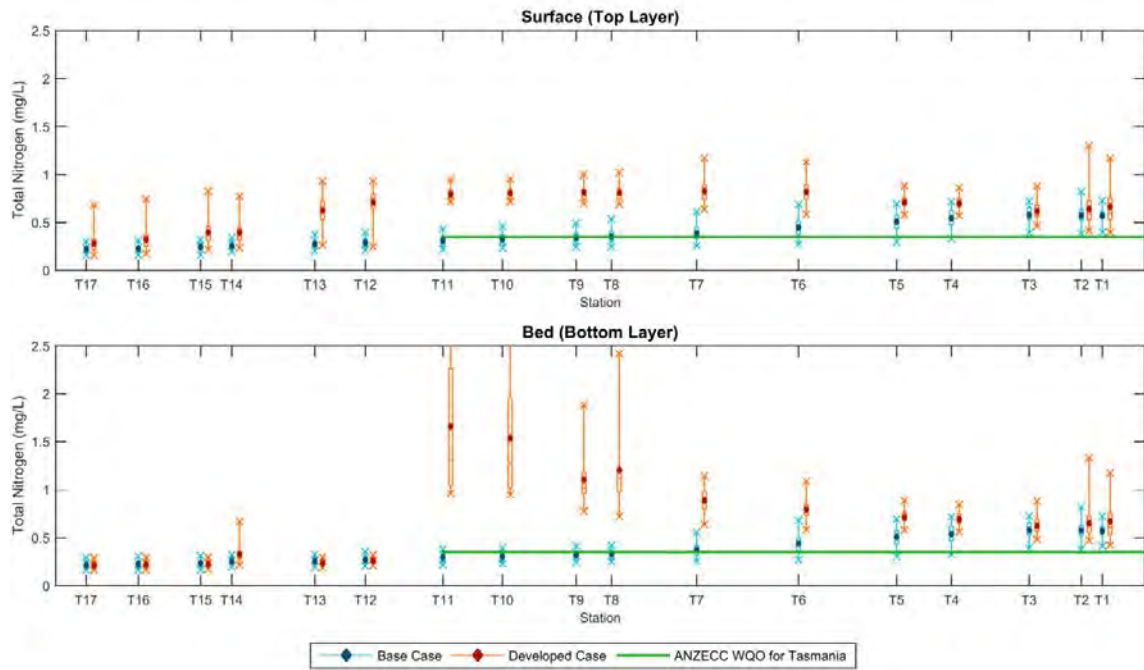 Surface (Top Layer)
Total Nitrogen (mg/L)
2.5
2
1.5
1
0.5
0
T17 T16 T15 T14 T13 T12 T11 T10 T9 T8 T7 T6 T5 T4 T3 T2 T1
Station
Bed (Bottom Layer)
Total Nitrogen (mg/L)
2.5
2
1.5
1
0.5
0
T17 T16 T15 T14 T13 T12 T11 T10 T9 T8 T7 T6 T5 T4 T3 T2 T1
Station
Base Case Developed Case ANZECC WQO for Tasmania